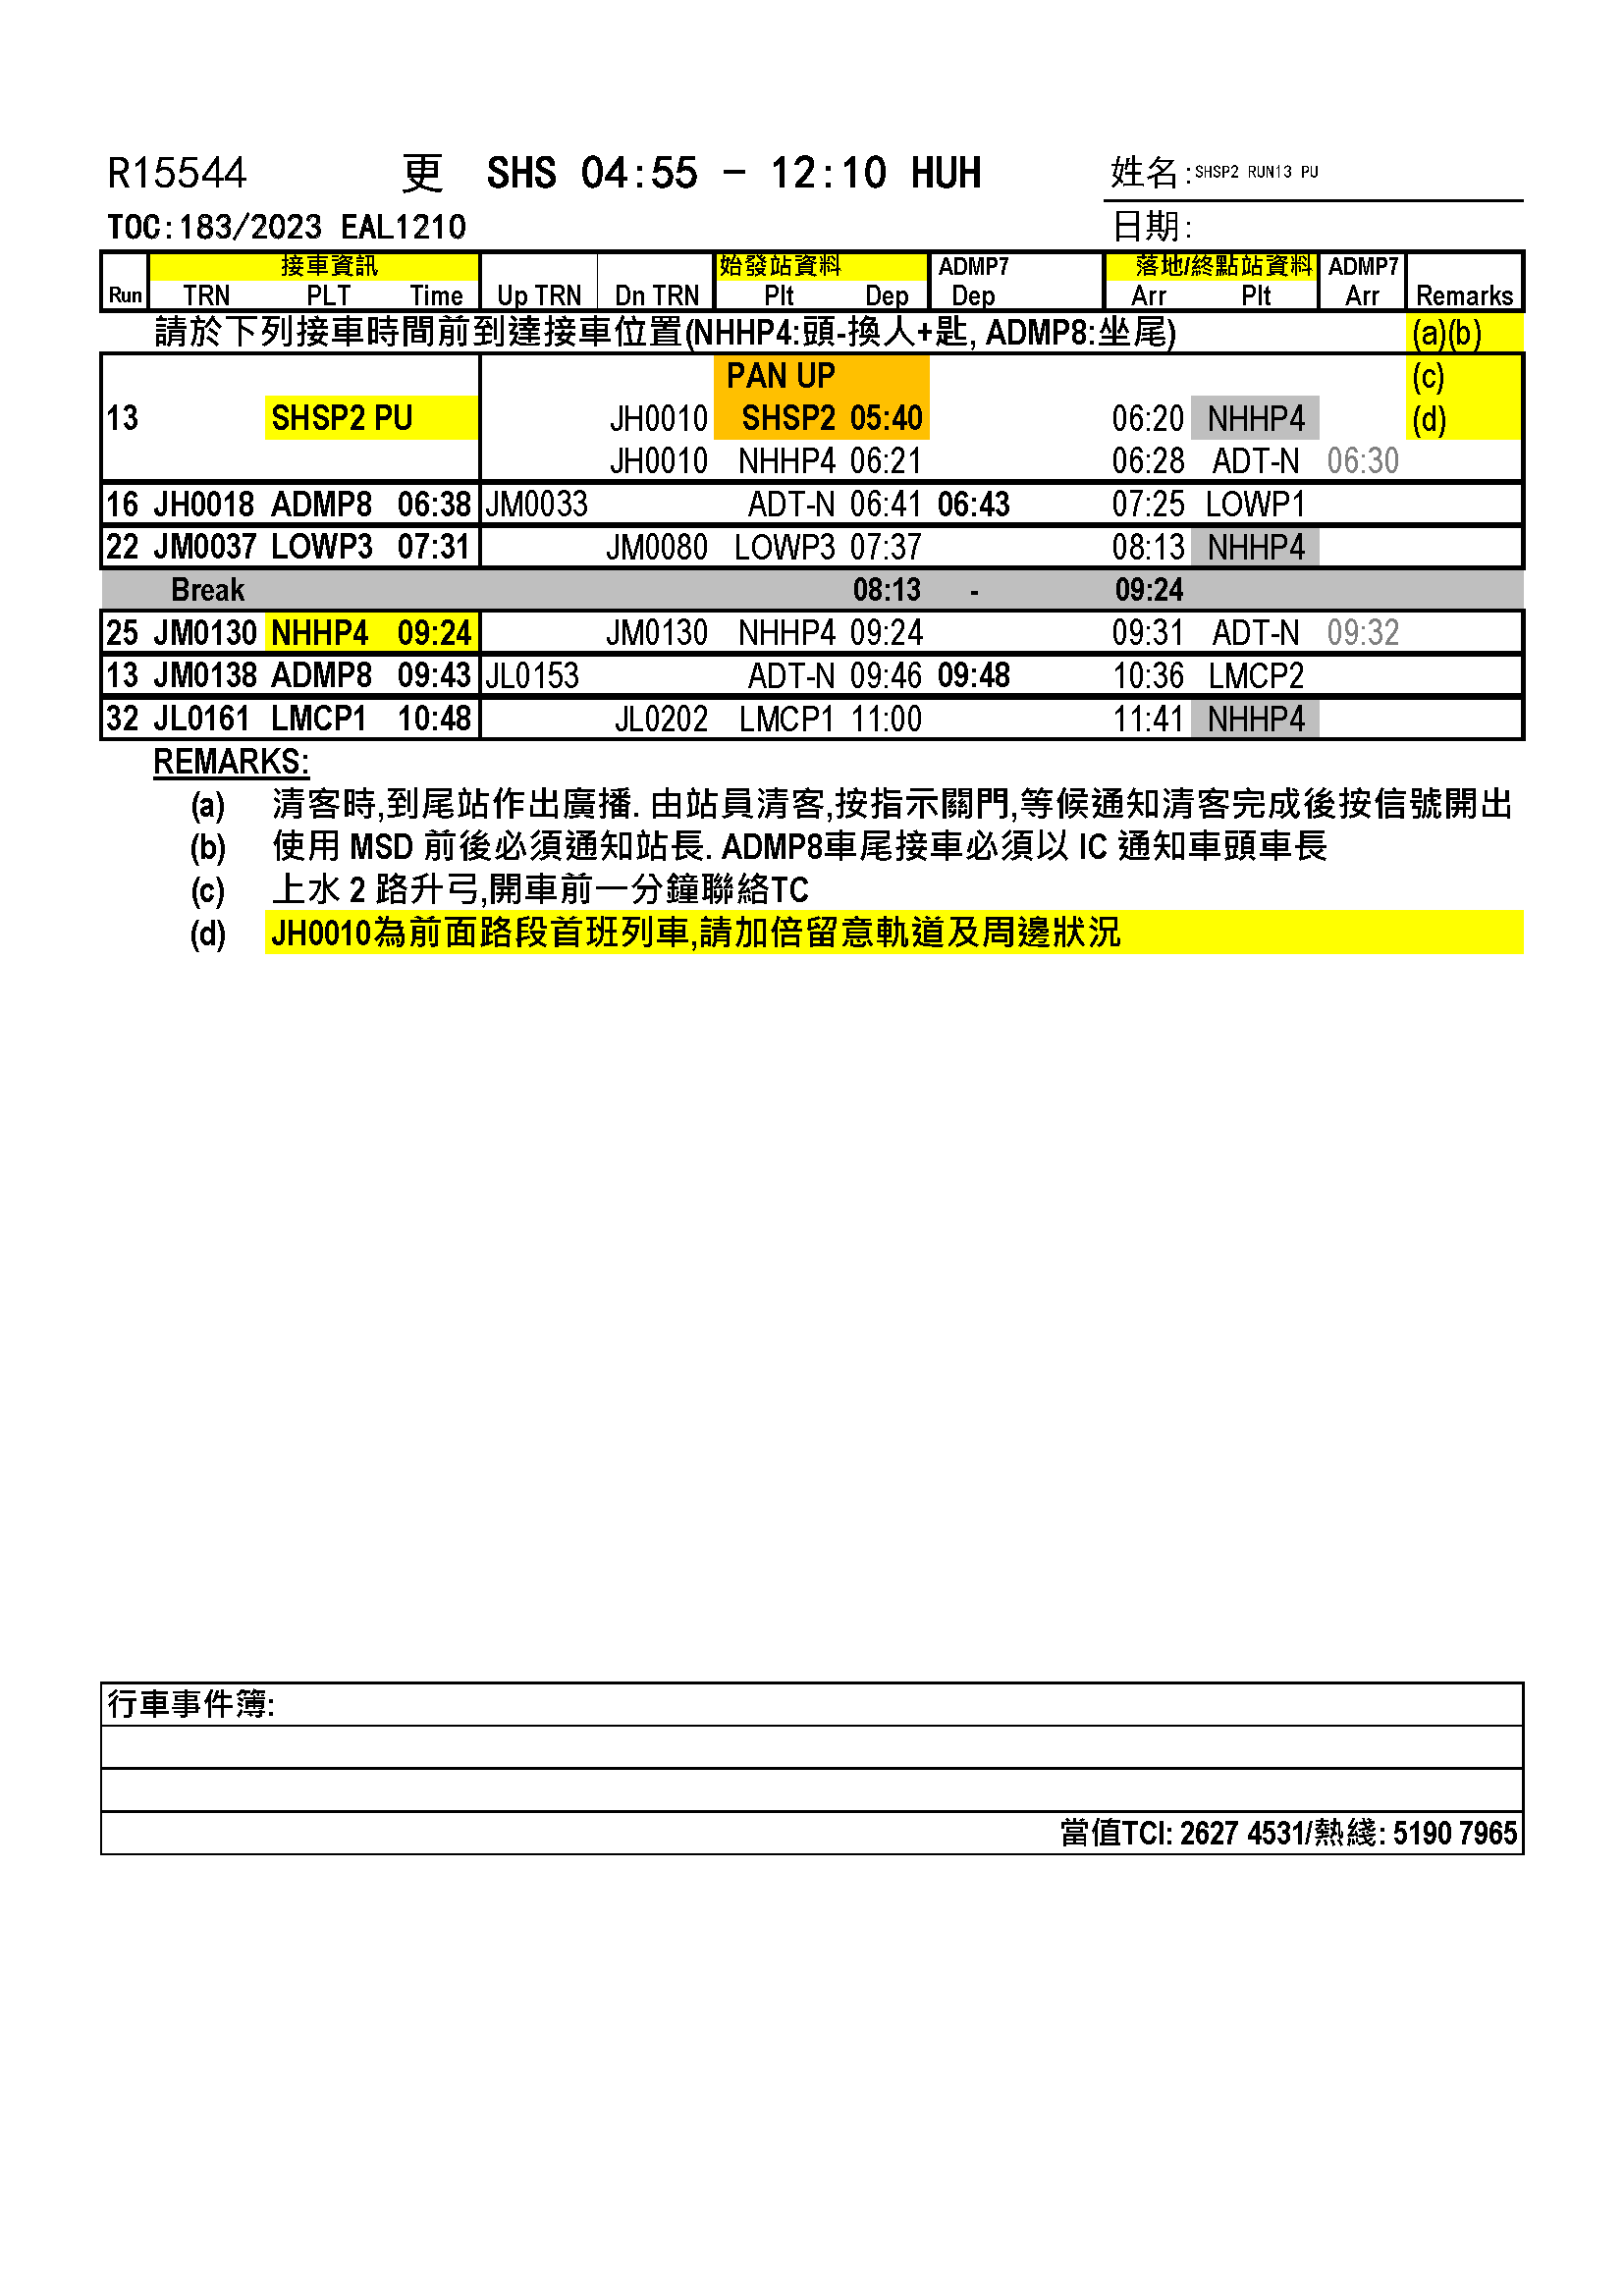 R15544 更 SHS 04:55 - 12:10 HUH 姓名:SHSP2 RUN13 PU
TOC:183/2023 EAL1210 日期:
接車資訊 始發站資料 ADMP7 落地/終點站資料 ADMP7
Run TRN PLT Time Up TRN Dn TRN Plt Dep Dep Arr Plt Arr Remarks
請於下列接車時間前到達接車位置(NHHP4:頭-換人+匙, ADMP8:坐尾) (a)(b)
PAN UP (c)
13 SHSP2 PU JH0010 SHSP2 05:40 06:20 NHHP4 (d)
JH0010 NHHP4 06:21 06:28 ADT-N 06:30
16 JH0018 ADMP8 06:38 JM0033 ADT-N 06:41 06:43 07:25 LOWP1
22 JM0037 LOWP3 07:31 JM0080 LOWP3 07:37 08:13 NHHP4
Break 08:13 - 09:24
25 JM0130 NHHP4 09:24 JM0130 NHHP4 09:24 09:31 ADT-N 09:32
13 JM0138 ADMP8 09:43 JL0153 ADT-N 09:46 09:48 10:36 LMCP2
32 JL0161 LMCP1 10:48 JL0202 LMCP1 11:00 11:41 NHHP4
REMARKS:
(a) 清客時,到尾站作出廣播. 由站員清客,按指示關門,等候通知清客完成後按信號開出
(b) 使用 MSD 前後必須通知站長. ADMP8車尾接車必須以 IC 通知車頭車長
(c) 上水 2 路升弓,開車前一分鐘聯絡TC
(d) JH0010為前面路段首班列車,請加倍留意軌道及周邊狀況
行車事件簿:
當值TCI: 2627 4531/熱綫: 5190 7965